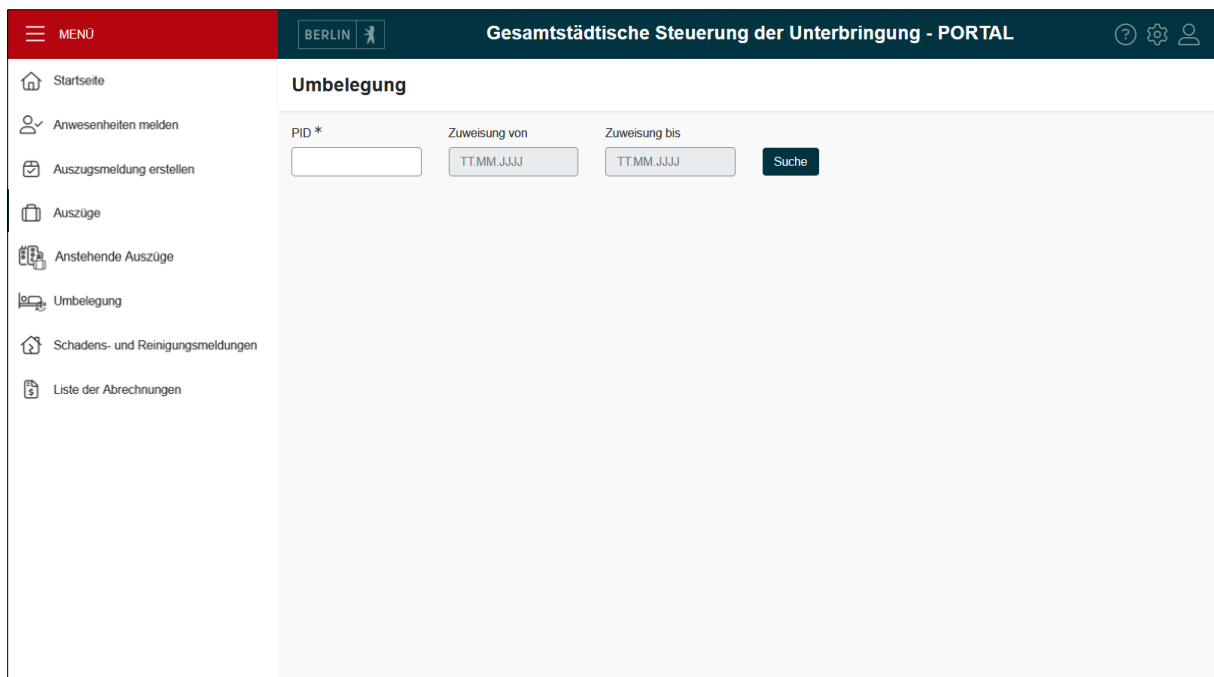 MENÜ
BERLIN
Gesamtstädtische Steuerung der Unterbringung - PORTAL
Startseite
Anwesenheiten melden
Auszugsmeldung erstellen
Auszüge
Anstehende Auszüge
Umbelegung
Schadens- und Reinigungsmeldungen
Liste der Abrechnungen
Umbelegung
PID *
Zuweisung von
Zuweisung bis
TT.MM.JJJJ
TT.MM.JJJJ
Suche